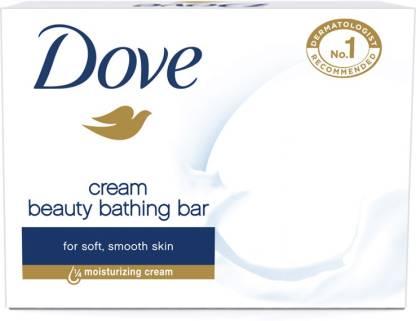 Dove
DERMATOLOGIST
No.1
RECOMMENDED
cream
beauty bathing bar
for soft, smooth skin
¼ moisturizing cream